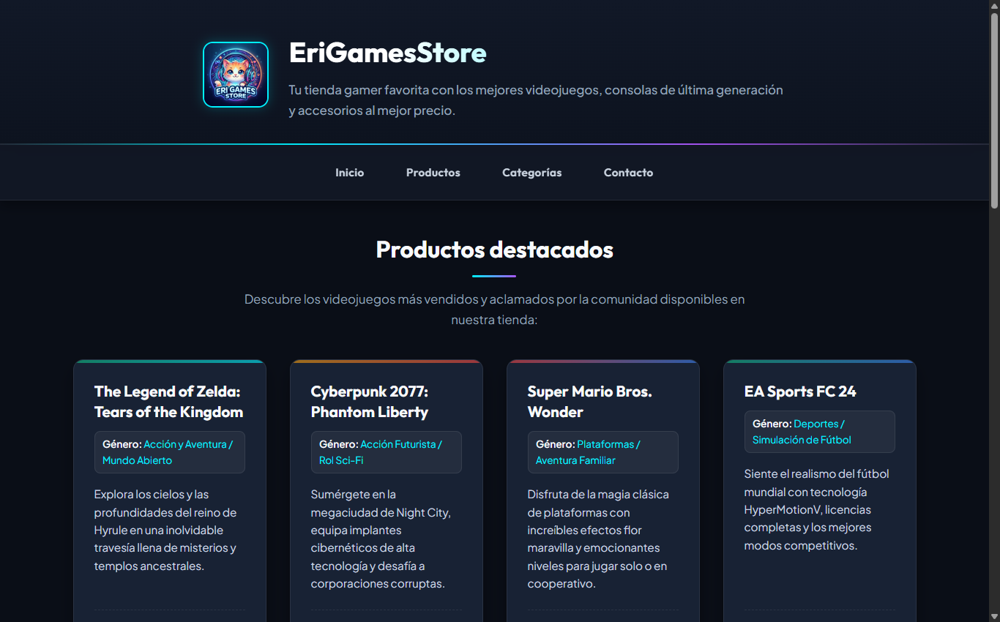 ERI GAMES
STORE
EriGamesStore
Tu tienda gamer favorita con los mejores videojuegos, consolas de última generación
y accesorios al mejor precio.
Inicio
Productos
Categorías
Contacto
Productos destacados
Descubre los videojuegos más vendidos y aclamados por la comunidad disponibles en
nuestra tienda:
The Legend of Zelda:
Tears of the Kingdom
Género: Acción y Aventura /
Mundo Abierto
Explora los cielos y las
profundidades del reino de
Hyrule en una inolvidable
travesía llena de misterios y
templos ancestrales.
Cyberpunk 2077:
Phantom Liberty
Género: Acción Futurista /
Rol Sci-Fi
Sumérgete en la
megaciudad de Night City,
equipa implantes
cibernéticos de alta
tecnología y desafía a
corporaciones corruptas.
Super Mario Bros.
Wonder
Género: Plataformas /
Aventura Familiar
Disfruta de la magia clásica
de plataformas con
increíbles efectos flor
maravilla y emocionantes
niveles para jugar solo o en
cooperativo.
EA Sports FC 24
Género: Deportes /
Simulación de Fútbol
Siente el realismo del fútbol
mundial con tecnología
HyperMotionV, licencias
completas y los mejores
modos competitivos.